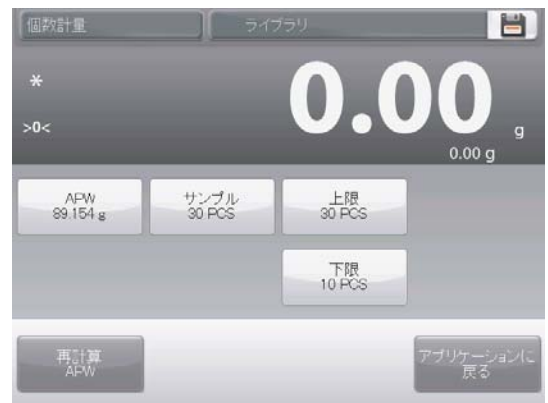 個数計量
ライブラリ
*
>0<
0.00 g
0.00 g
APW
89.154 g
サンプル
30 PCS
上限
30 PCS
下限
10 PCS
再計算
APW
アプリケーションに
戻る